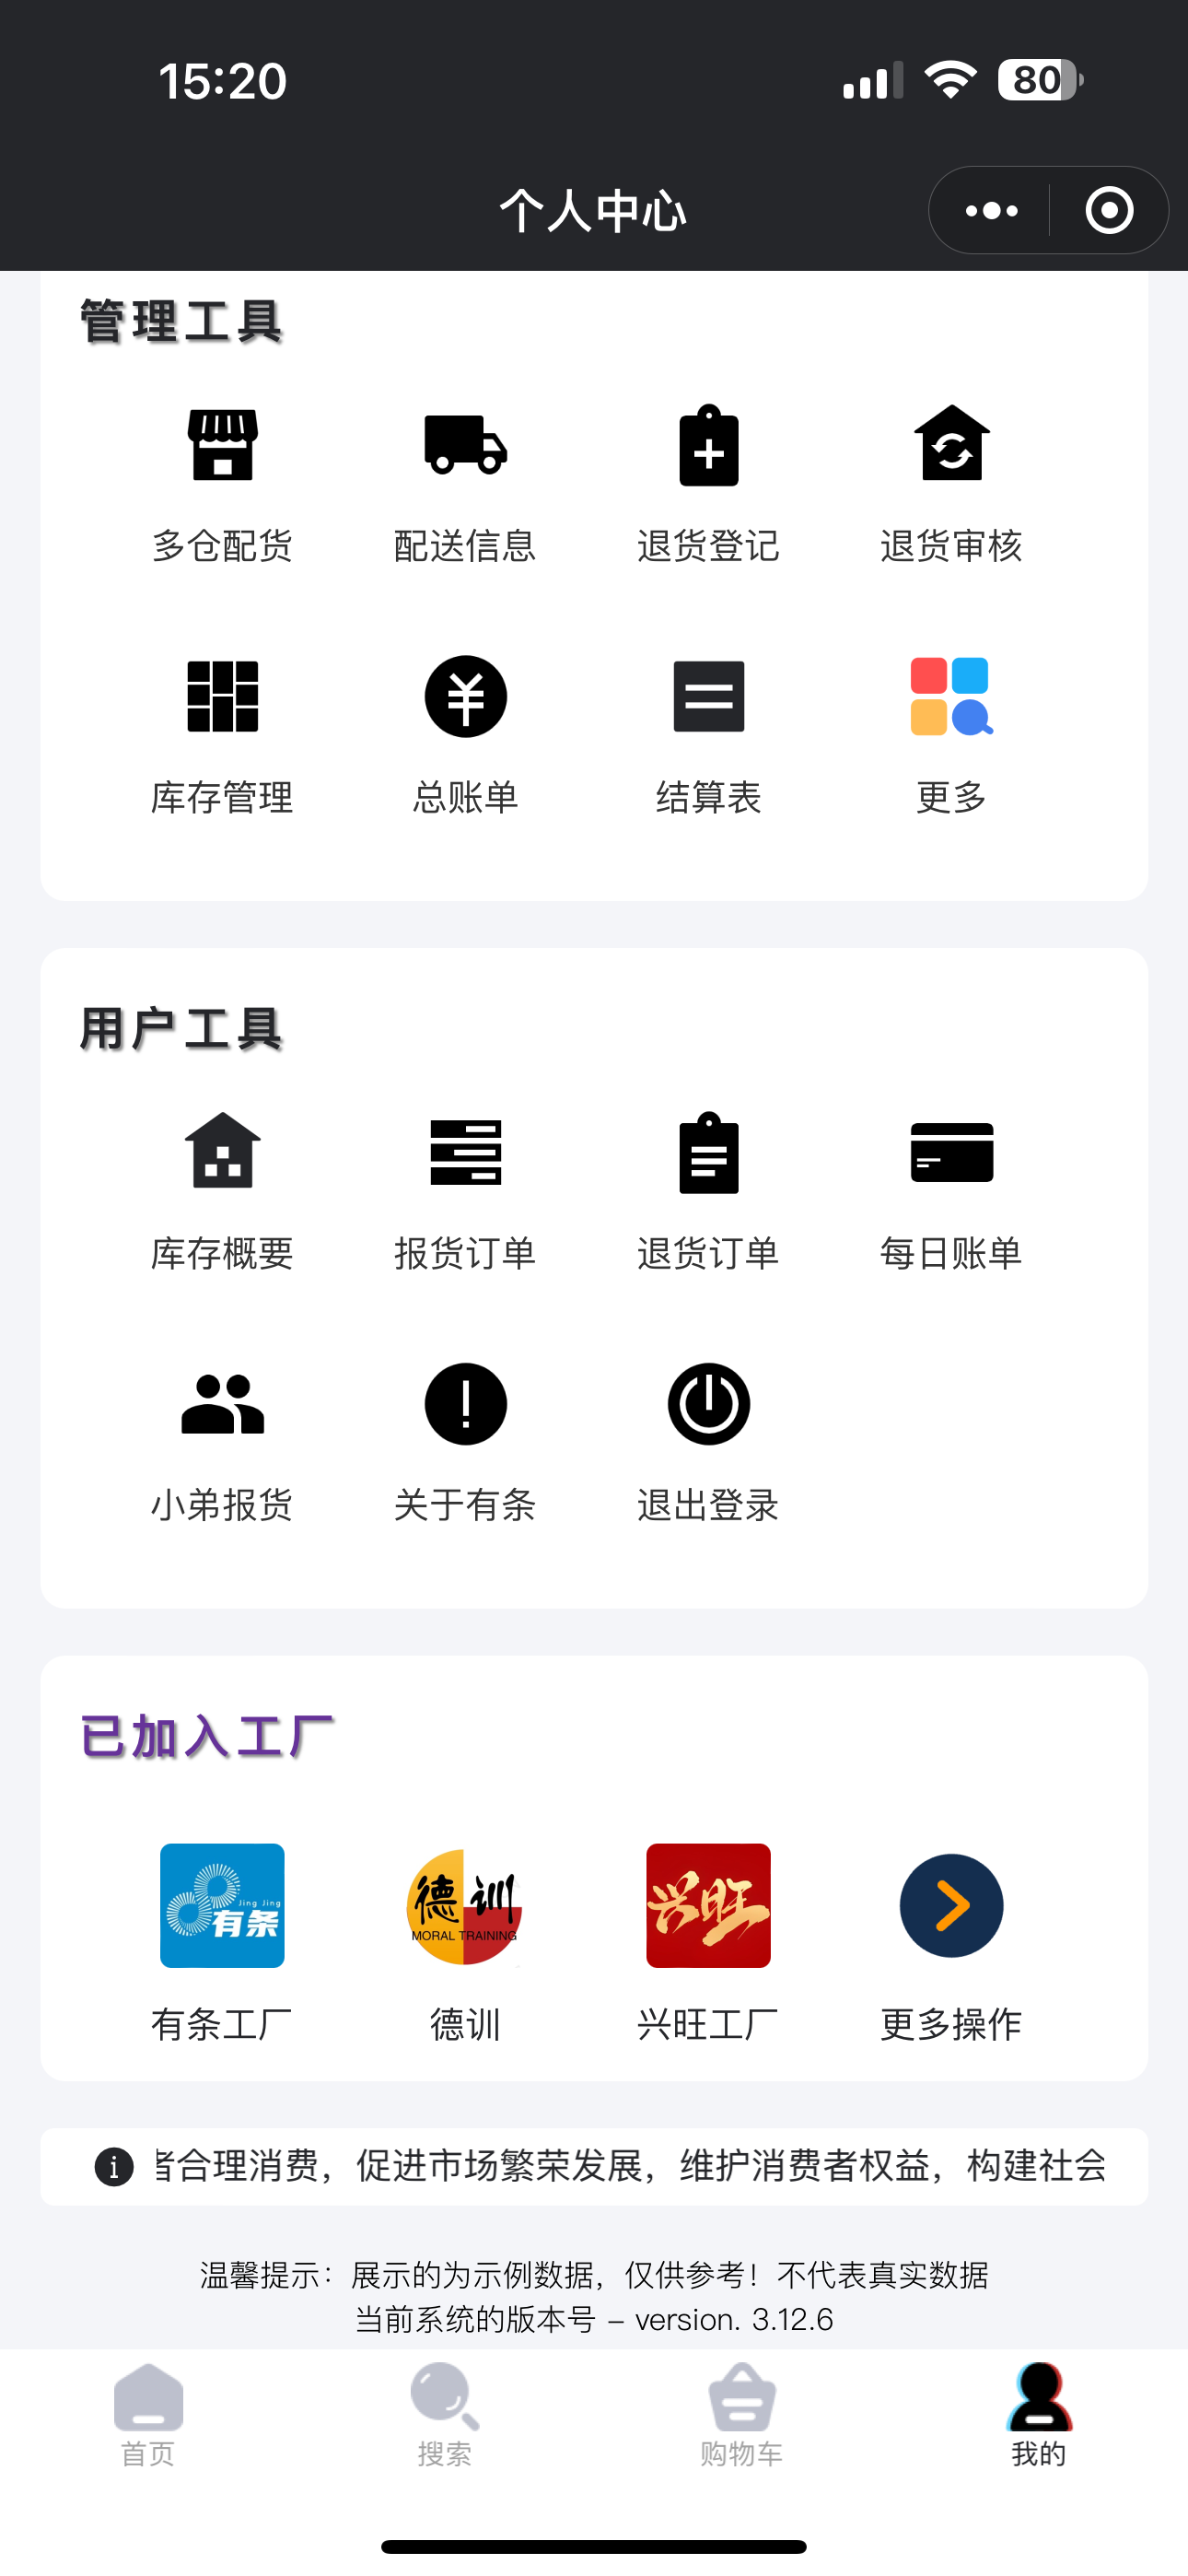 15:20
80
个人中心
管理工具
多仓配货 配送信息 退货登记 退货审核
库存管理 总账单 结算表 更多
用户工具
库存概要 报货订单 退货订单 每日账单
小弟报货 关于有条 退出登录
已加入工厂
Jing Jing
有条
德训
MORAL TRAINING
兴旺
有条工厂 德训 兴旺工厂 更多操作
者合理消费，促进市场繁荣发展，维护消费者权益，构建社会
温馨提示：展示的为示例数据，仅供参考！不代表真实数据
当前系统的版本号 – version. 3.12.6
首页 搜索 购物车 我的